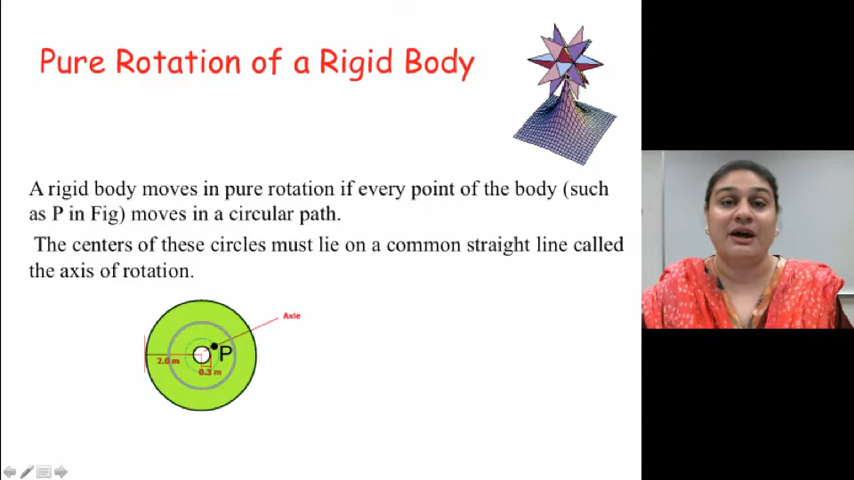 Pure Rotation of a Rigid Body
A rigid body moves in pure rotation if every point of the body (such
as P in Fig) moves in a circular path.
The centers of these circles must lie on a common straight line called
the axis of rotation.
Axle
P
2.0 m
0.3 m